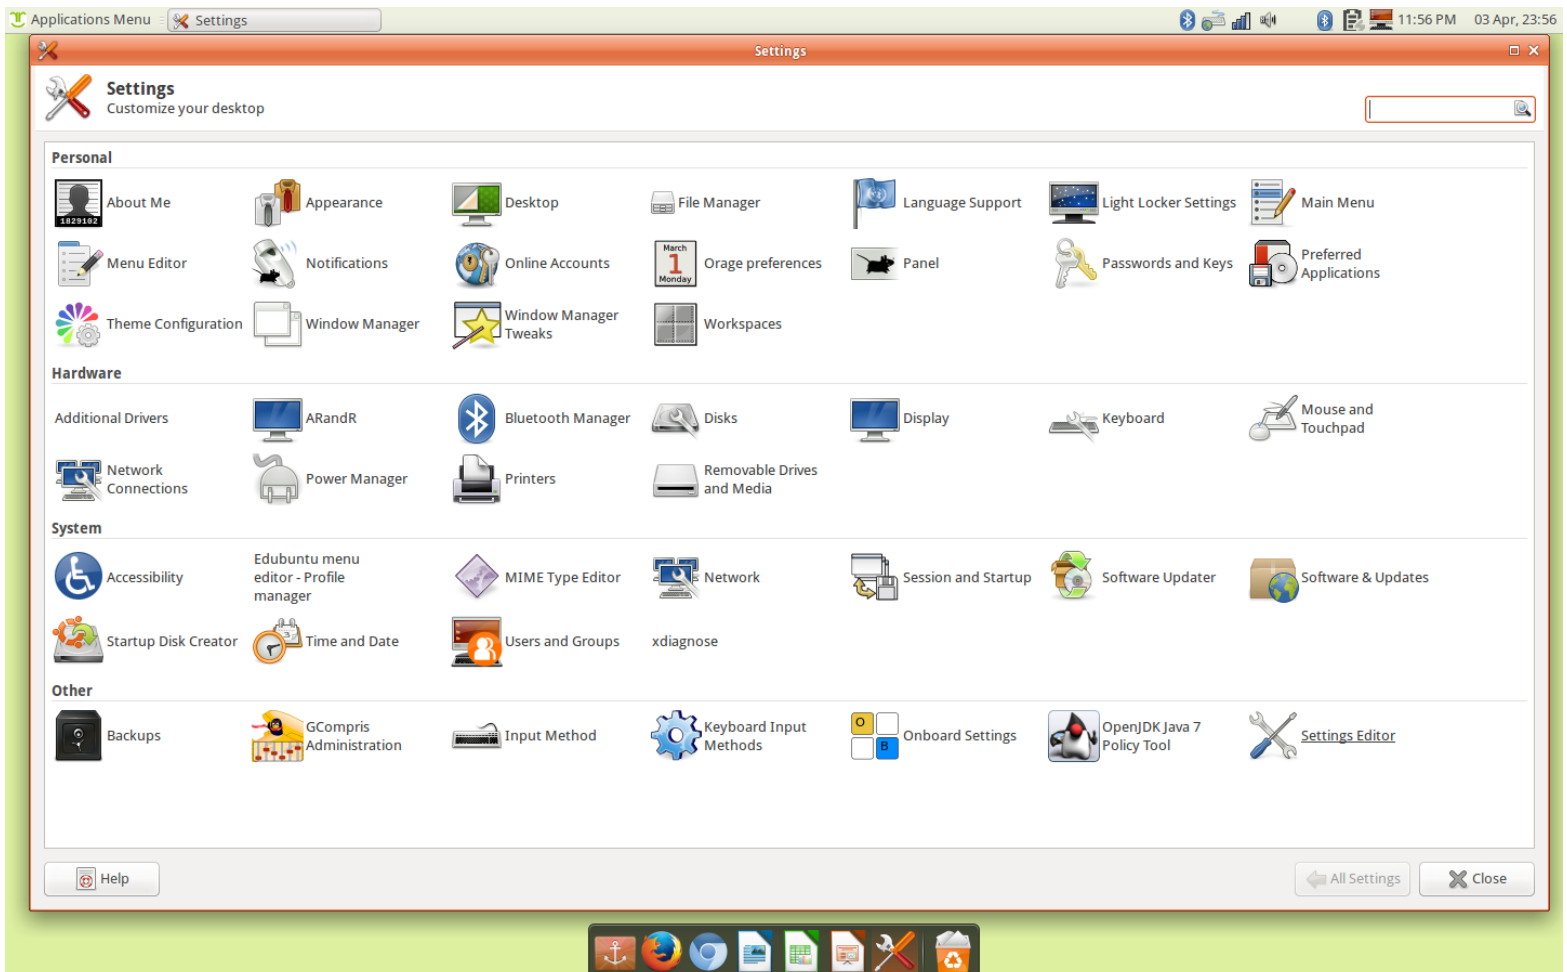 Applications Menu
Settings
11:56 PM
03 Apr, 23:56
Settings
Settings
Customize your desktop
Personal
1829102
About Me
Appearance
Desktop
File Manager
Language Support
Light Locker Settings
Main Menu
Menu Editor
Notifications
Online Accounts
March
1
Monday
Orage preferences
Panel
Passwords and Keys
Preferred
Applications
Theme Configuration
Window Manager
Window Manager
Tweaks
Workspaces
Hardware
Additional Drivers
ARandR
Bluetooth Manager
Disks
Display
Keyboard
Mouse and
Touchpad
Network
Connections
Power Manager
Printers
Removable Drives
and Media
System
Accessibility
Edubuntu menu
editor - Profile
manager
MIME Type Editor
Network
Session and Startup
Software Updater
Software & Updates
Startup Disk Creator
3
Time and Date
Users and Groups
xdiagnose
Other
Backups
GCompris
Administration
Input Method
Keyboard Input
Methods
O
B
Onboard Settings
OpenJDK Java 7
Policy Tool
Settings Editor
Help
All Settings
Close